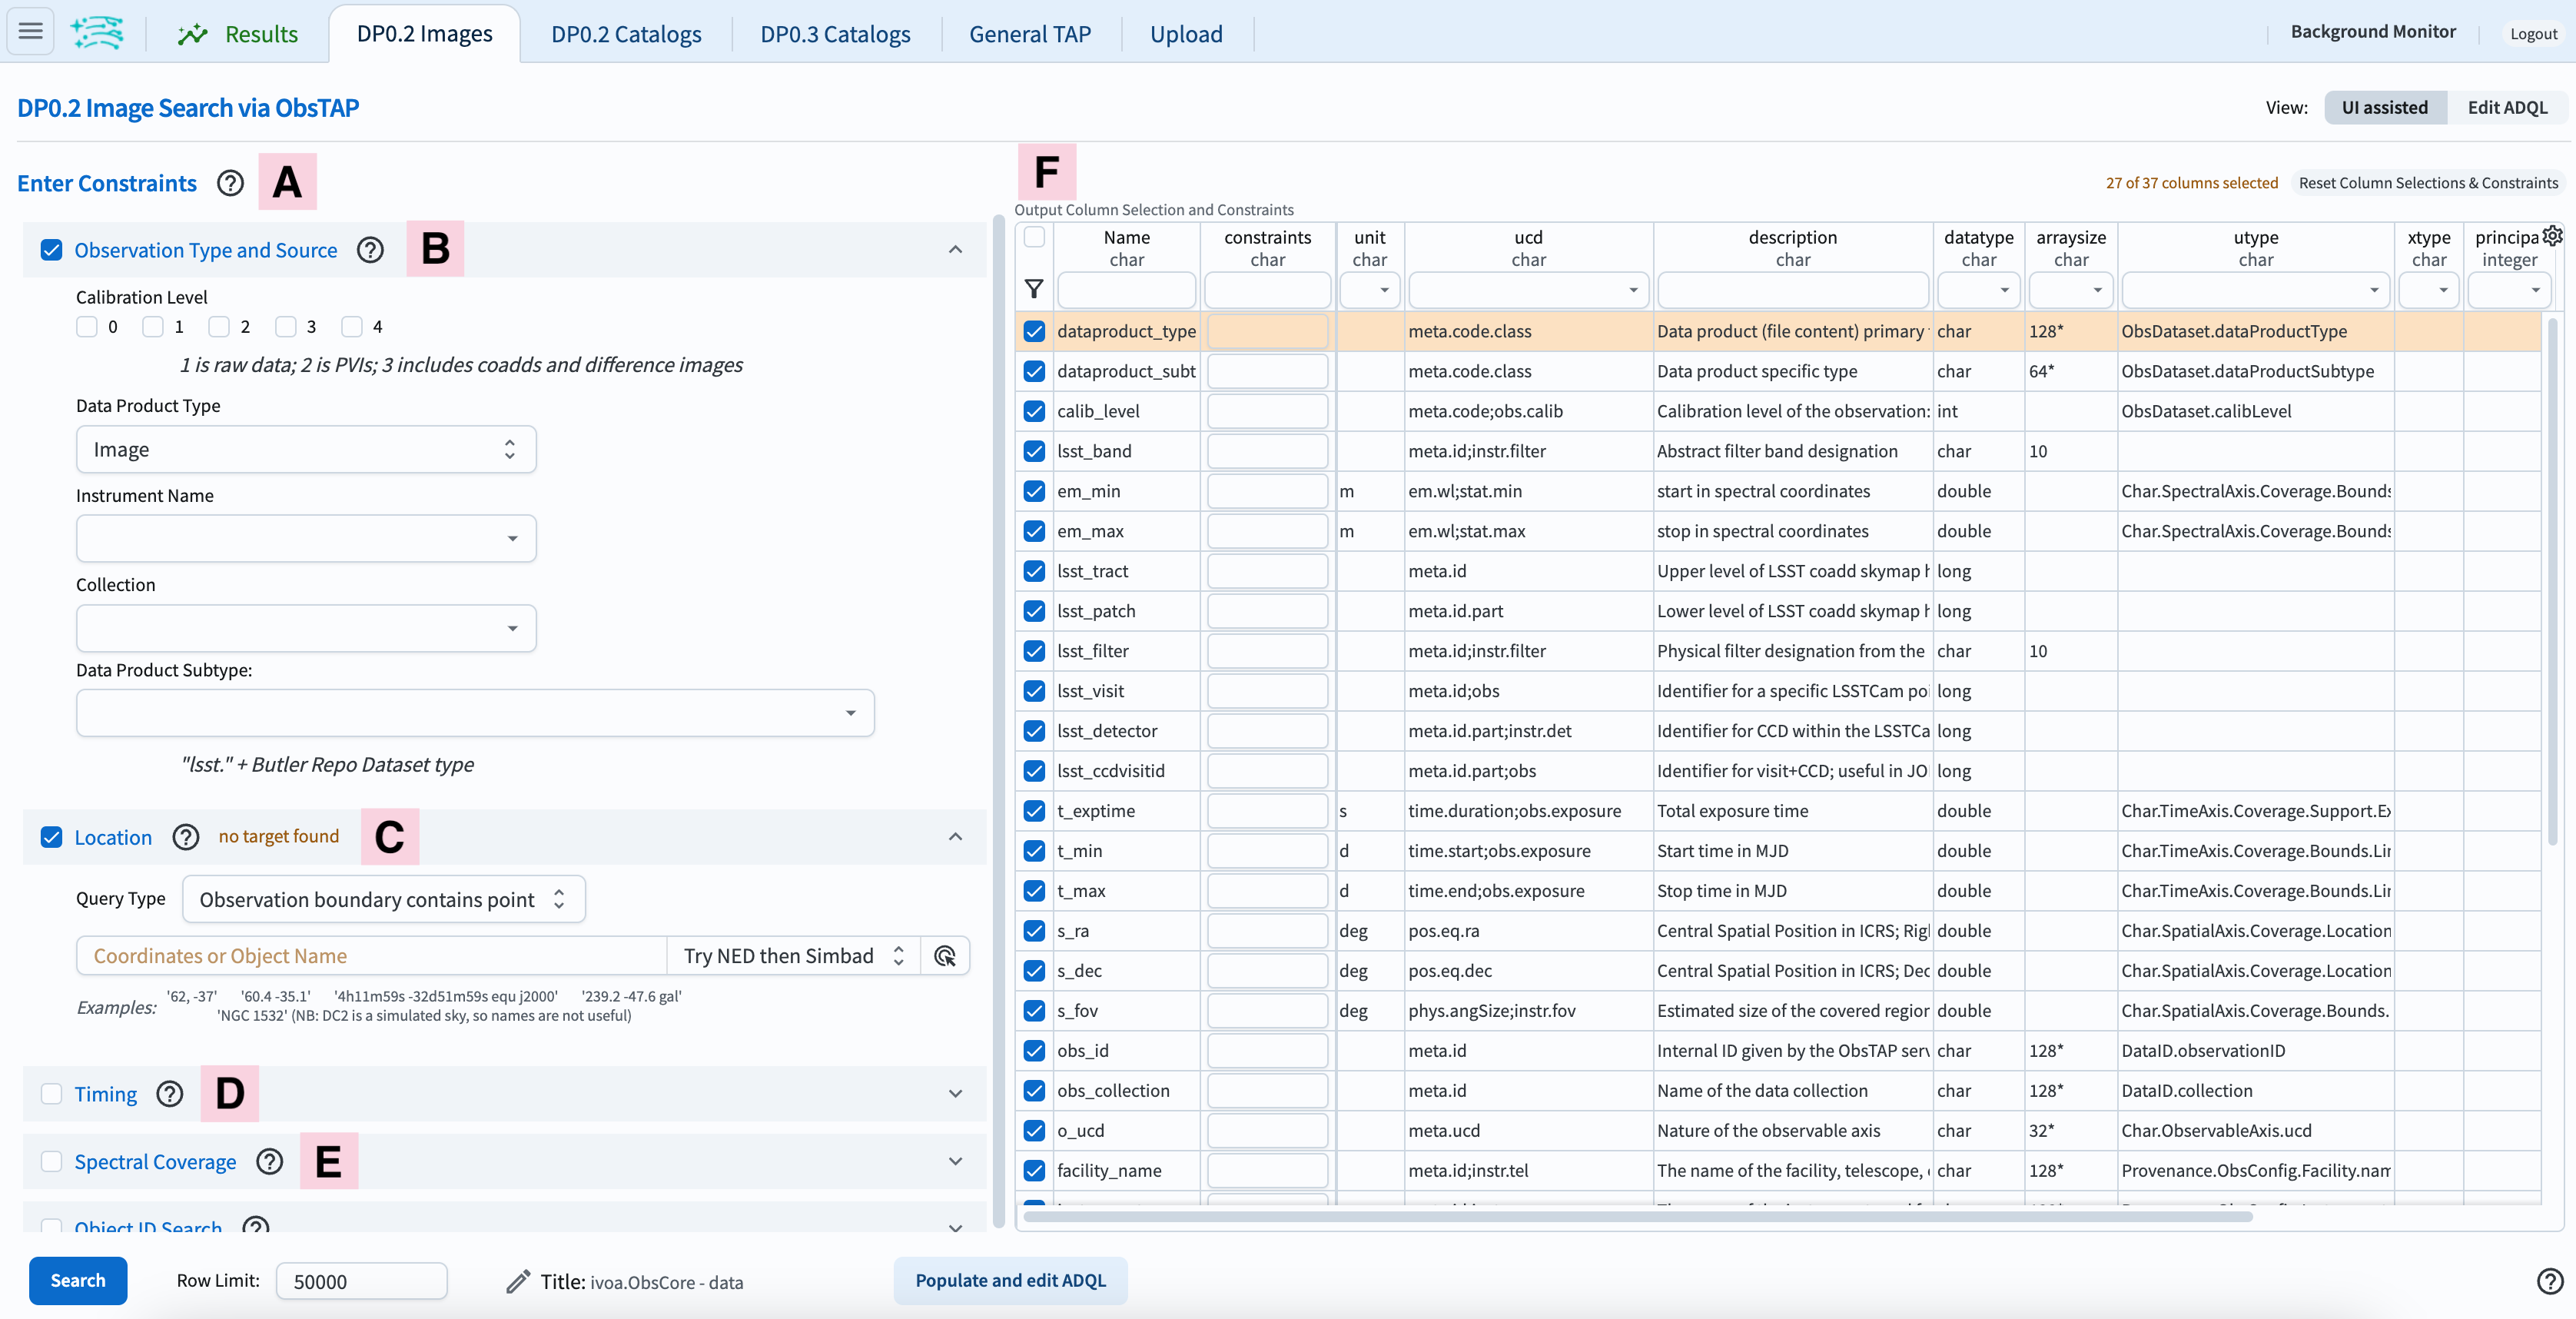 Results
DP0.2 Images
DP0.2 Catalogs
DP0.3 Catalogs
General TAP
Upload
Background Monitor
Logout
DP0.2 Image Search via ObsTAP
View:
UI assisted
Edit ADQL
Enter Constraints ? A
Observation Type and Source ? B
Calibration Level
0 1 2 3 4
1 is raw data; 2 is PVIs; 3 includes coadds and difference images
Data Product Type
Image
Instrument Name
Collection
Data Product Subtype:
"lsst." + Butler Repo Dataset type
Location ? no target found C
Query Type Observation boundary contains point
Coordinates or Object Name Try NED then Simbad
Examples: '62, -37' '60.4 -35.1' '4h11m59s -32d51m59s equ j2000' '239.2 -47.6 gal'
'NGC 1532' (NB: DC2 is a simulated sky, so names are not useful)
Timing ? D
Spectral Coverage ? E
Object ID Search ?
F
27 of 37 columns selected Reset Column Selections & Constraints
Output Column Selection and Constraints
Name constraints unit ucd description datatype arraysize utype xtype principa
char char char char char char char char char integer
dataproduct_type meta.code.class Data product (file content) primary char 128* ObsDataset.dataProductType
dataproduct_subt meta.code.class Data product specific type char 64* ObsDataset.dataProductSubtype
calib_level meta.code;obs.calib Calibration level of the observation: int ObsDataset.calibLevel
lsst_band meta.id;instr.filter Abstract filter band designation char 10
em_min m em.wl;stat.min start in spectral coordinates double Char.SpectralAxis.Coverage.Bounds
em_max m em.wl;stat.max stop in spectral coordinates double Char.SpectralAxis.Coverage.Bounds
lsst_tract meta.id Upper level of LSST coadd skymap h long
lsst_patch meta.id.part Lower level of LSST coadd skymap h long
lsst_filter meta.id;instr.filter Physical filter designation from the char 10
lsst_visit meta.id;obs Identifier for a specific LSSTCam poi long
lsst_detector meta.id.part;instr.det Identifier for CCD within the LSSTCa long
lsst_ccdvisitid meta.id.part;obs Identifier for visit+CCD; useful in JO long
t_exptime s time.duration;obs.exposure Total exposure time double Char.TimeAxis.Coverage.Support.Ex
t_min d time.start;obs.exposure Start time in MJD double Char.TimeAxis.Coverage.Bounds.Lir
t_max d time.end;obs.exposure Stop time in MJD double Char.TimeAxis.Coverage.Bounds.Lir
s_ra deg pos.eq.ra Central Spatial Position in ICRS; Rigl double Char.SpatialAxis.Coverage.Location
s_dec deg pos.eq.dec Central Spatial Position in ICRS; Dec double Char.SpatialAxis.Coverage.Location
s_fov deg phys.angSize;instr.fov Estimated size of the covered region double Char.SpatialAxis.Coverage.Bounds.
obs_id meta.id Internal ID given by the ObsTAP serv char 128* DataID.observationID
obs_collection meta.id Name of the data collection char 128* DataID.collection
o_ucd meta.ucd Nature of the observable axis char 32* Char.ObservableAxis.ucd
facility_name meta.id;instr.tel The name of the facility, telescope, char 128* Provenance.ObsConfig.Facility.nam
Search
Row Limit: 50000
Title: ivoa.ObsCore - data
Populate and edit ADQL
?